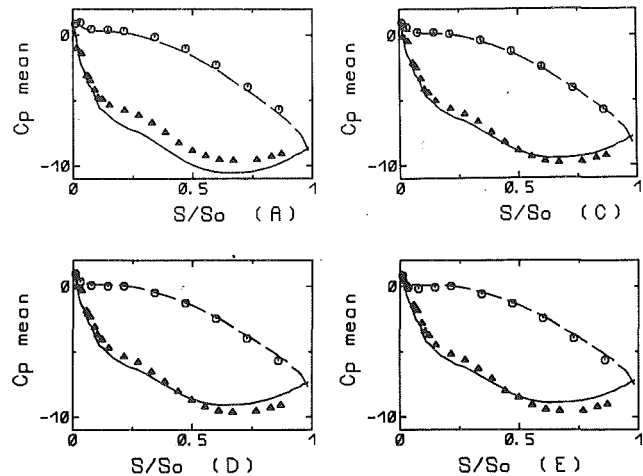 0
-10
Cp mean
0 0.5 1
S/So (A)
0
-10
Cp mean
0 0.5 1
S/So (C)
0
-10
Cp mean
0 0.5 1
S/So (D)
0
-10
Cp mean
0 0.5 1
S/So (E)